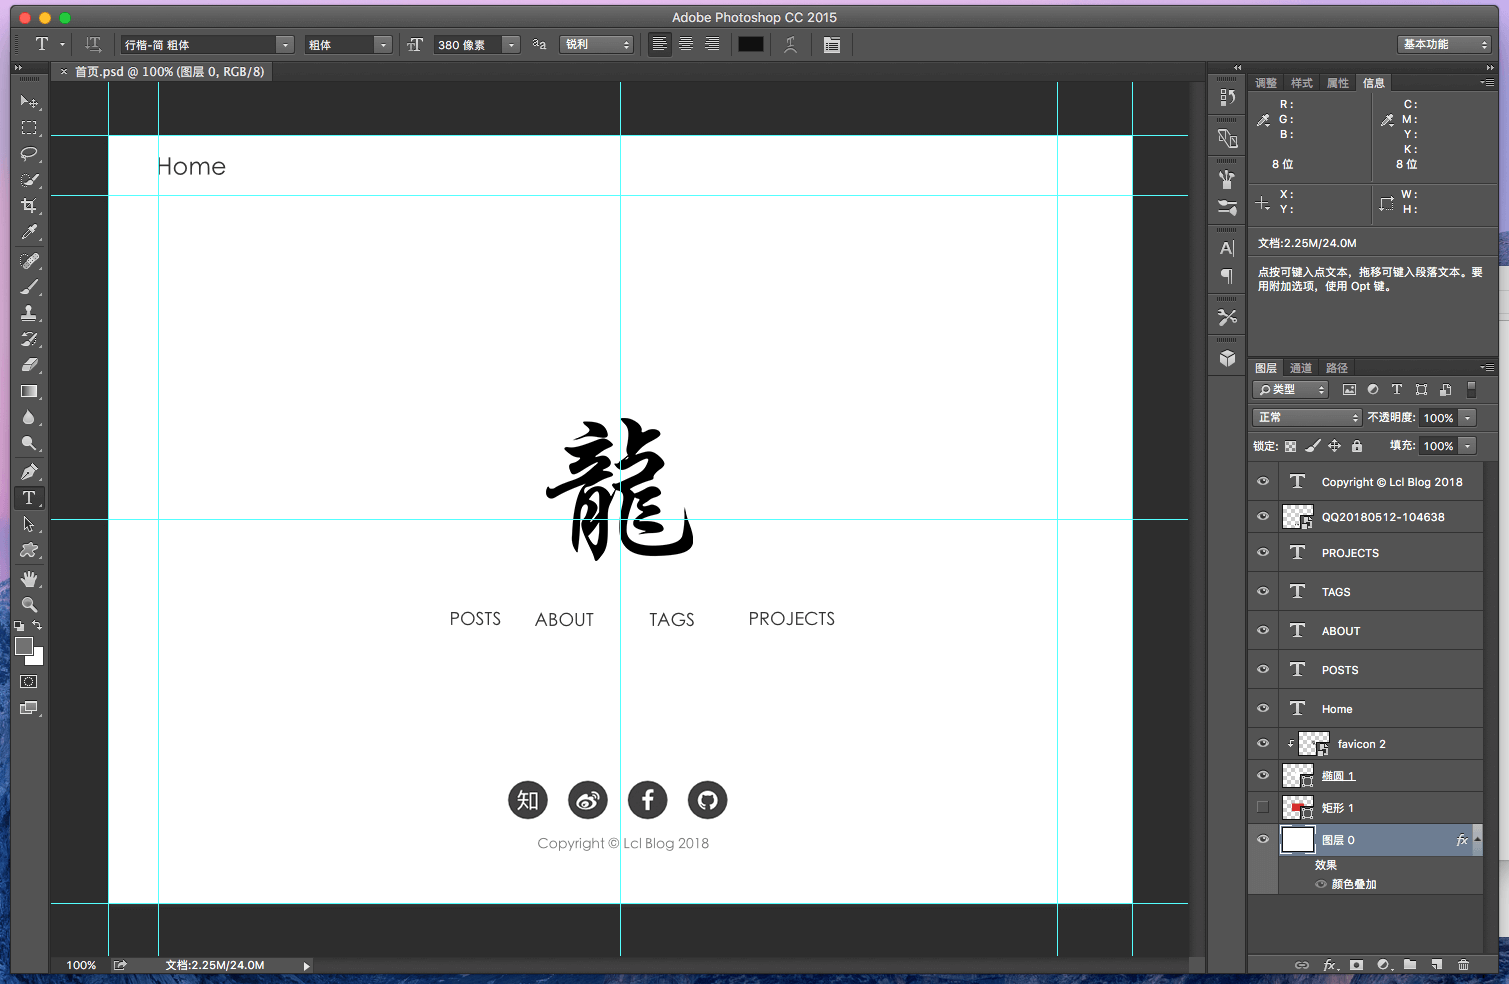 Adobe Photoshop CC 2015
T
行楷-简 粗体
粗体
380 像素
aa
锐利
基本功能
首页.psd @ 100% (图层 0, RGB/8)
Home
龍
POSTS
ABOUT
TAGS
PROJECTS
知
Copyright © Lcl Blog 2018
100%
文档:2.25M/24.0M
调整
样式
属性
信息
R:
G:
B:
8 位
C:
M:
Y:
K:
8 位
X:
Y:
W:
H:
文档:2.25M/24.0M
点按可键入点文本，拖移可键入段落文本。要
用附加选项，使用 Opt 键。
图层
通道
路径
类型
正常
不透明度: 100%
锁定:
填充: 100%
Copyright © Lcl Blog 2018
QQ20180512-104638
PROJECTS
TAGS
ABOUT
POSTS
Home
favicon 2
椭圆 1
矩形 1
图层 0
fx
效果
颜色叠加
fx